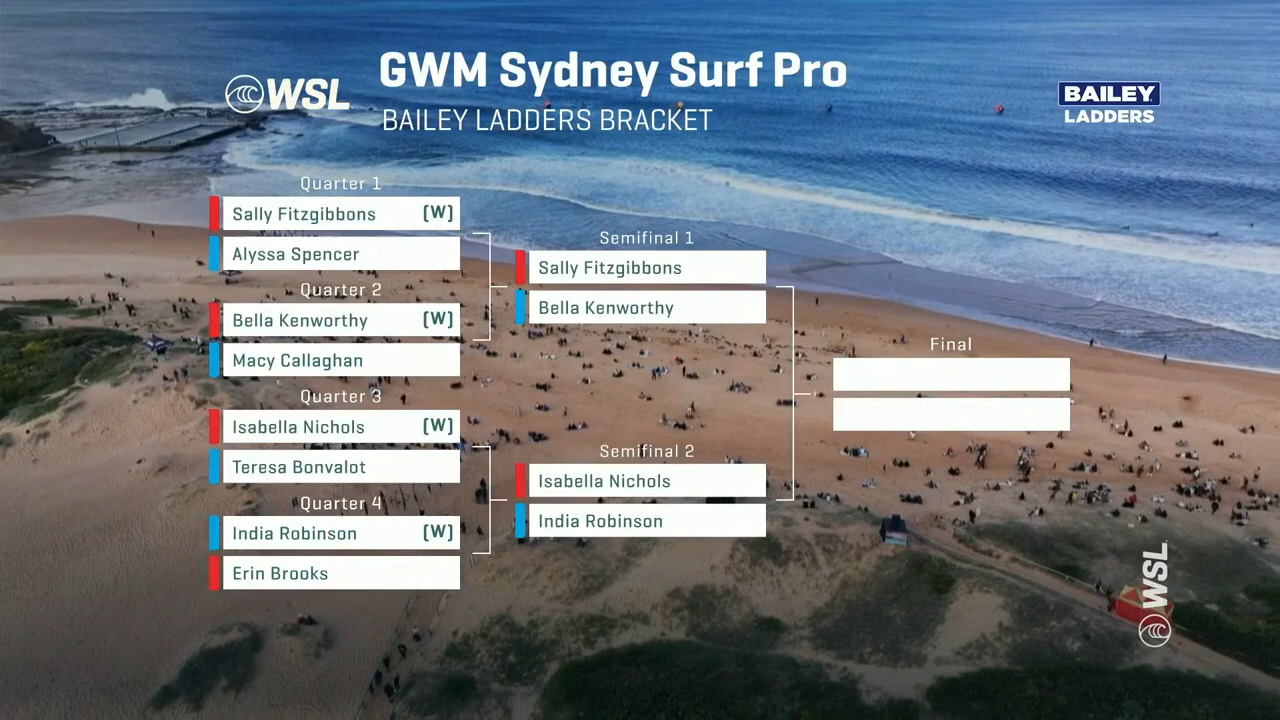 WSL
GWM Sydney Surf Pro
BAILEY LADDERS BRACKET
BAILEY
LADDERS
Quarter 1
Sally Fitzgibbons (W)
Alyssa Spencer
Quarter 2
Bella Kenworthy (W)
Macy Callaghan
Quarter 3
Isabella Nichols (W)
Teresa Bonvalot
Quarter 4
India Robinson (W)
Erin Brooks
Semifinal 1
Sally Fitzgibbons
Bella Kenworthy
Semifinal 2
Isabella Nichols
India Robinson
Final
WSL